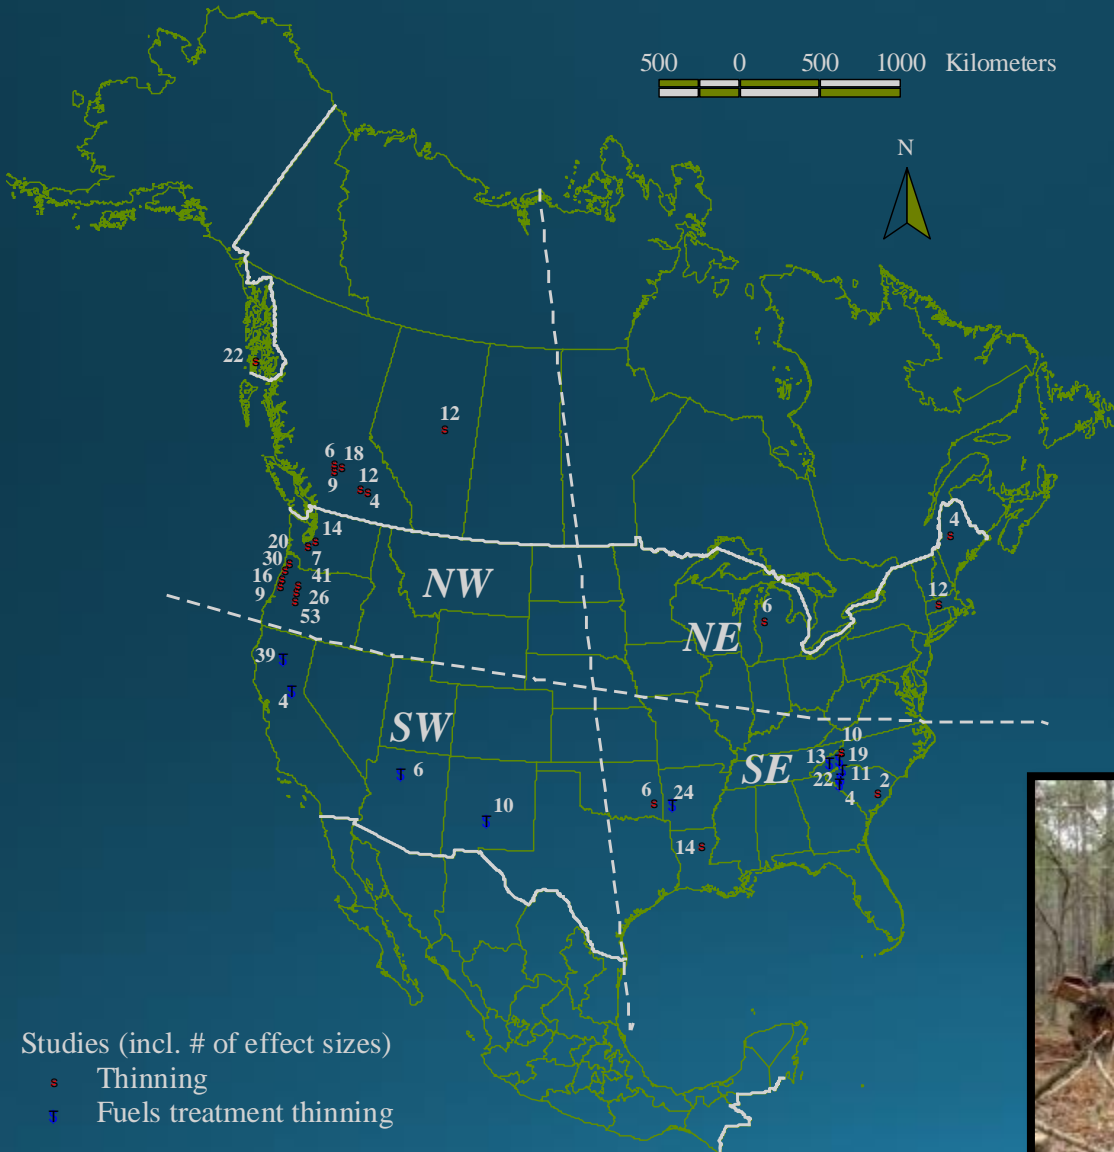 500 0 500 1000 Kilometers
N
22
12
6 18
9 12
4
14
20
30 7
16 41
9 26
53
NW
4
12
6
NE
39
4
SW
6
10
10
13 19
SE
22 11
4 2
6 24
14
Studies (incl. # of effect sizes)
Thinning
Fuels treatment thinning